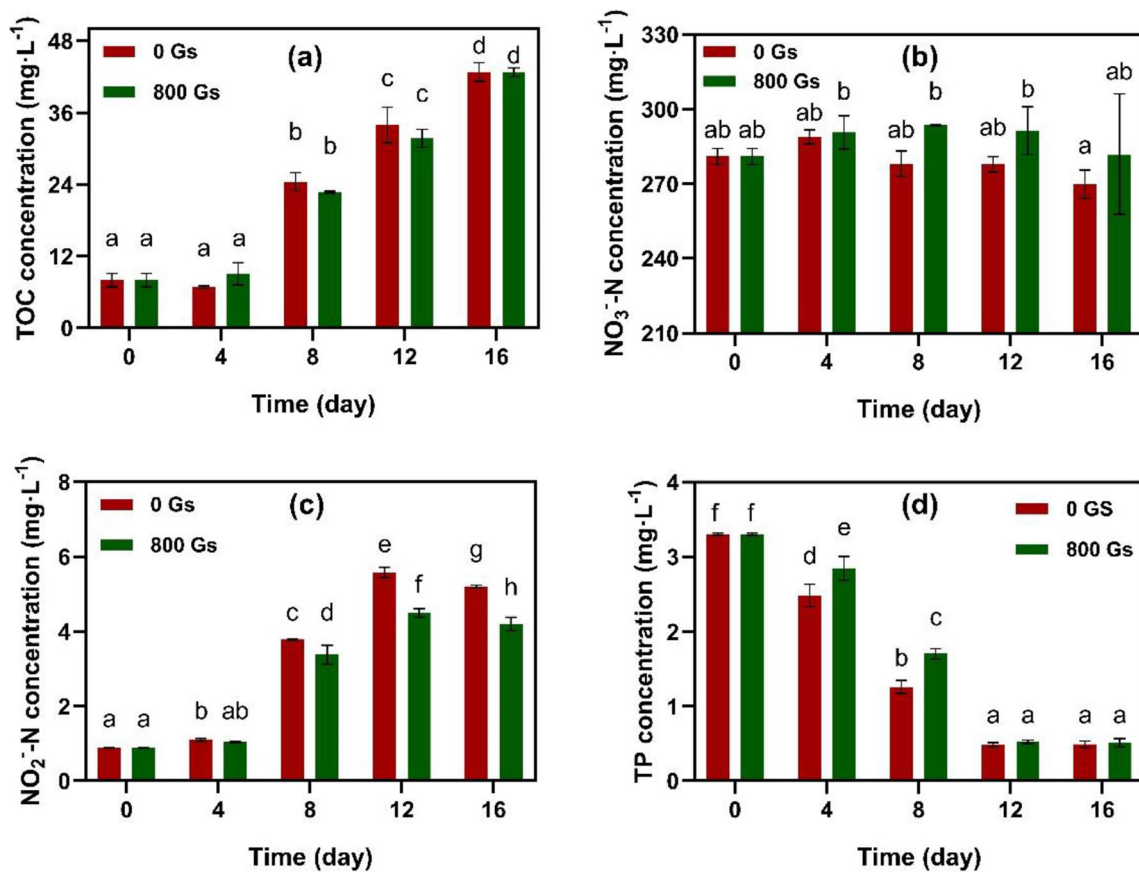 TOC concentration (mg·L⁻¹)
48
36
24
12
0
0 Gs
800 Gs
(a)
a a a a b b c c d d
0 4 8 12 16
Time (day)
NO₃⁻-N concentration (mg·L⁻¹)
330
300
270
240
210
0 Gs
800 Gs
(b)
ab ab ab b ab b ab b a ab
0 4 8 12 16
Time (day)
NO₂⁻-N concentration (mg·L⁻¹)
8
6
4
2
0
0 Gs
800 Gs
(c)
a a b ab c d e f g h
0 4 8 12 16
Time (day)
TP concentration (mg·L⁻¹)
4
3
2
1
0
(d)
0 GS
800 Gs
f f d e b c a a a a
0 4 8 12 16
Time (day)